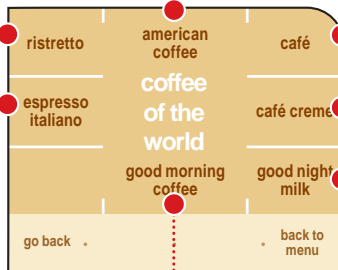 ristretto
american
coffee
café
coffee
of the
world
espresso
italiano
café creme
good morning
coffee
good night
milk
go back
back to
menu